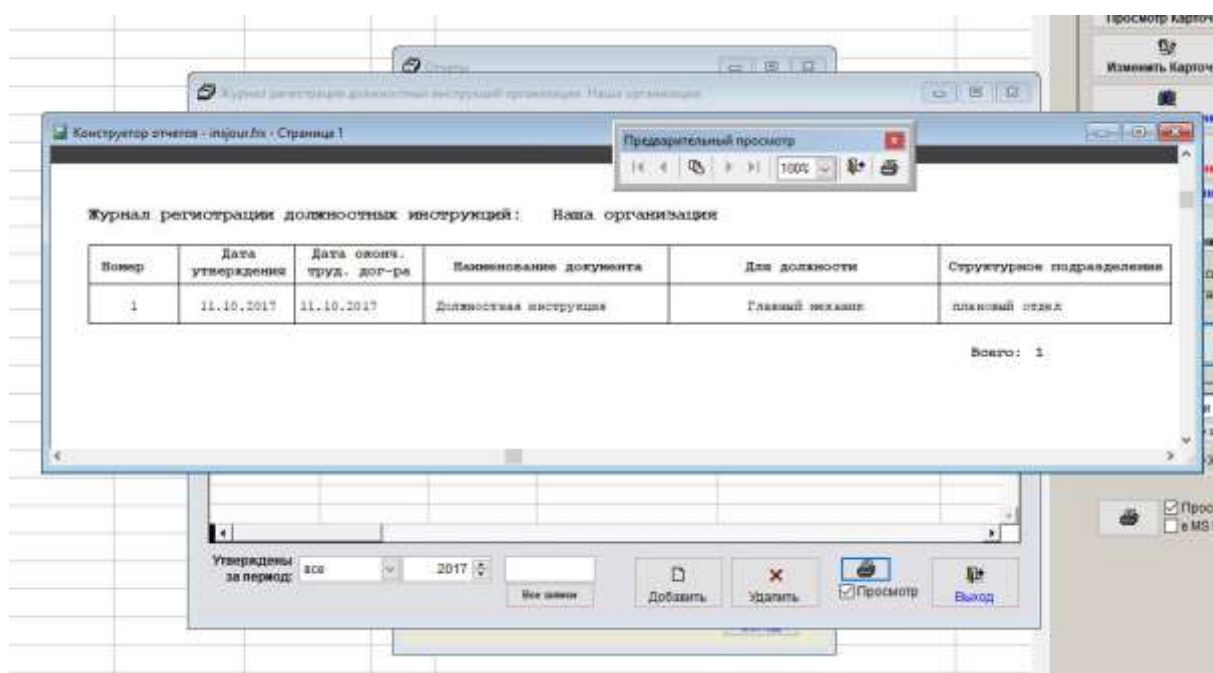 Просмотр Карточ
Изменить Карточ
Отчеты
Журнал регистрации должностных инструкций организации Наша организация
Конструктор отчетов - insjour.frx - Страница 1
Предварительный просмотр
100%
Журнал регистрации должностных инструкций: Наша организация
Номер
Дата утверждения
Дата оконч. труд. дог-ра
Наименование документа
Для должности
Структурное подразделение
1
11.10.2017
11.10.2017
Должностная инструкция
Главный механик
плановый отдел
Всего: 1
Утверждены
за период:
все
2017
Все записи
Добавить
Удалить
Просмотр
Выход
Прос
в MS